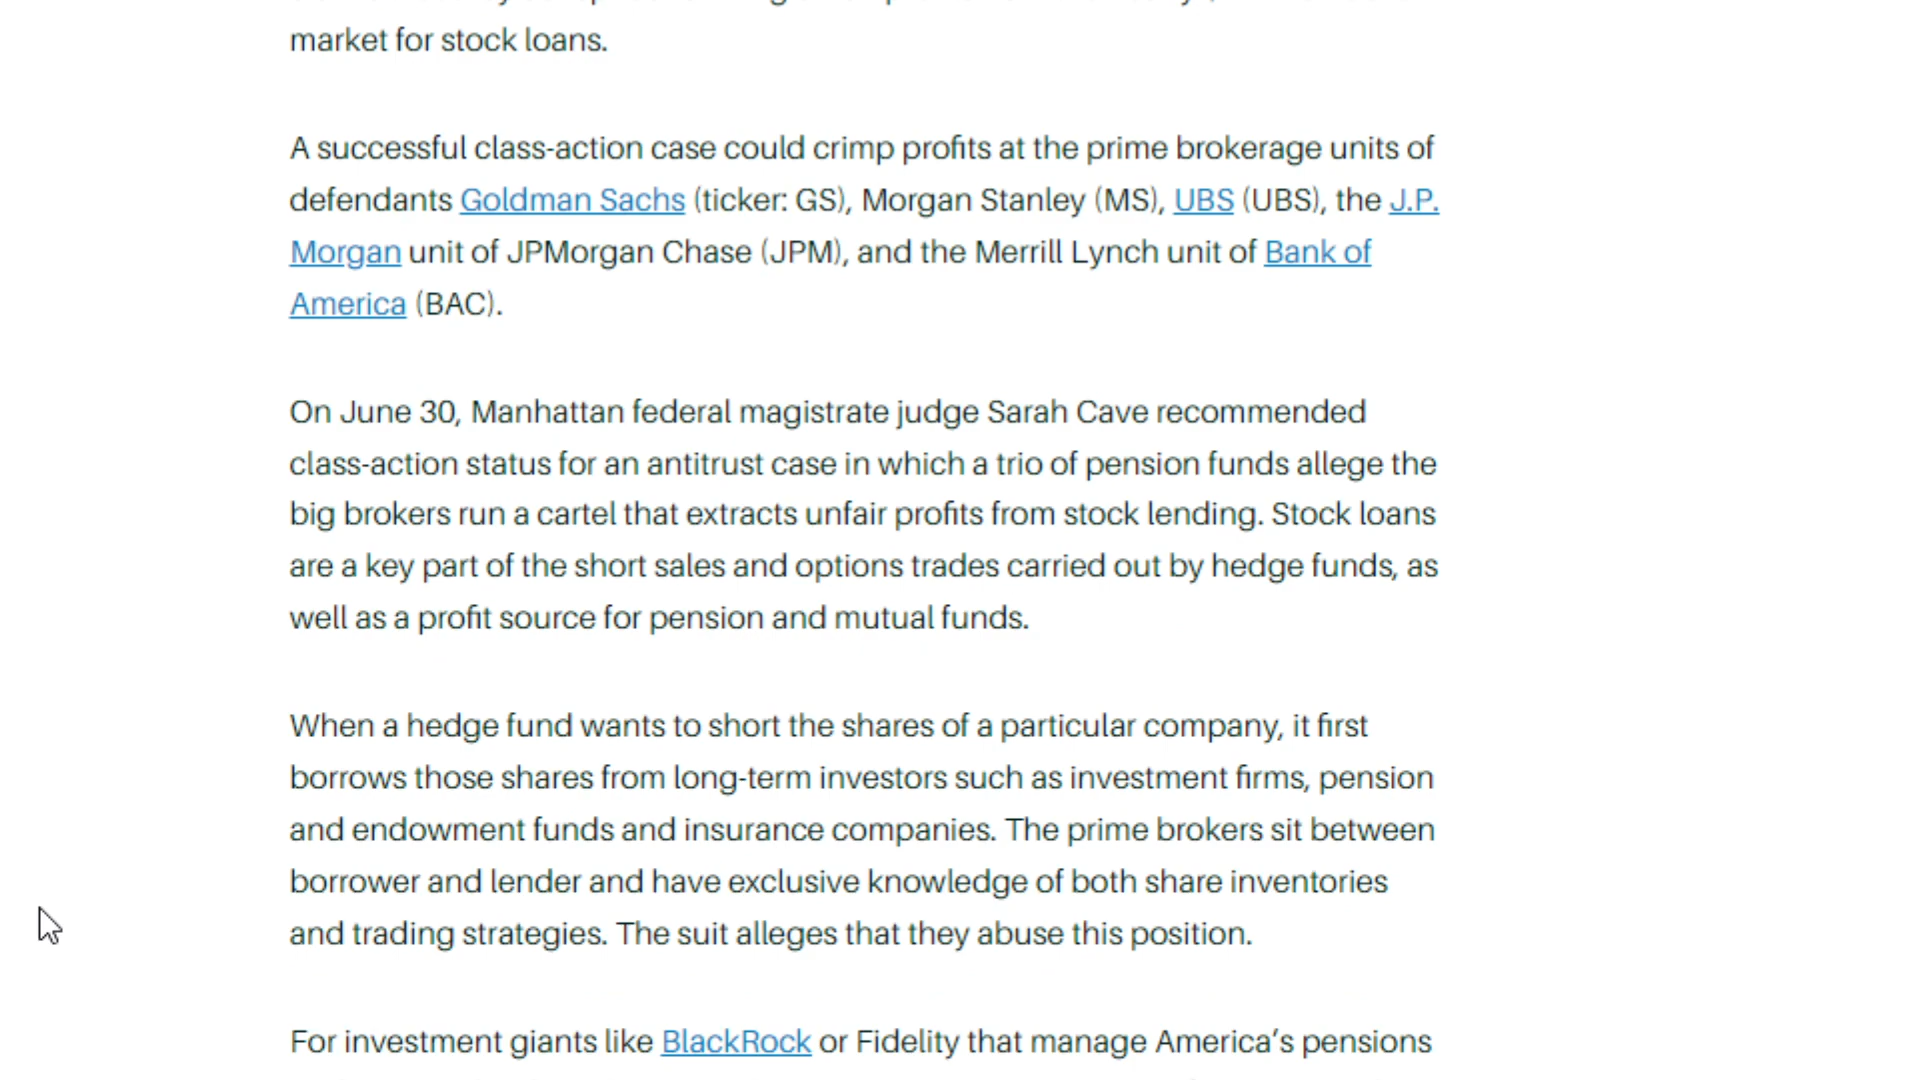 market for stock loans.
A successful class-action case could crimp profits at the prime brokerage units of
defendants Goldman Sachs (ticker: GS), Morgan Stanley (MS), UBS (UBS), the J.P.
Morgan unit of JPMorgan Chase (JPM), and the Merrill Lynch unit of Bank of
America (BAC).
On June 30, Manhattan federal magistrate judge Sarah Cave recommended
class-action status for an antitrust case in which a trio of pension funds allege the
big brokers run a cartel that extracts unfair profits from stock lending. Stock loans
are a key part of the short sales and options trades carried out by hedge funds, as
well as a profit source for pension and mutual funds.
When a hedge fund wants to short the shares of a particular company, it first
borrows those shares from long-term investors such as investment firms, pension
and endowment funds and insurance companies. The prime brokers sit between
borrower and lender and have exclusive knowledge of both share inventories
and trading strategies. The suit alleges that they abuse this position.
For investment giants like BlackRock or Fidelity that manage America’s pensions